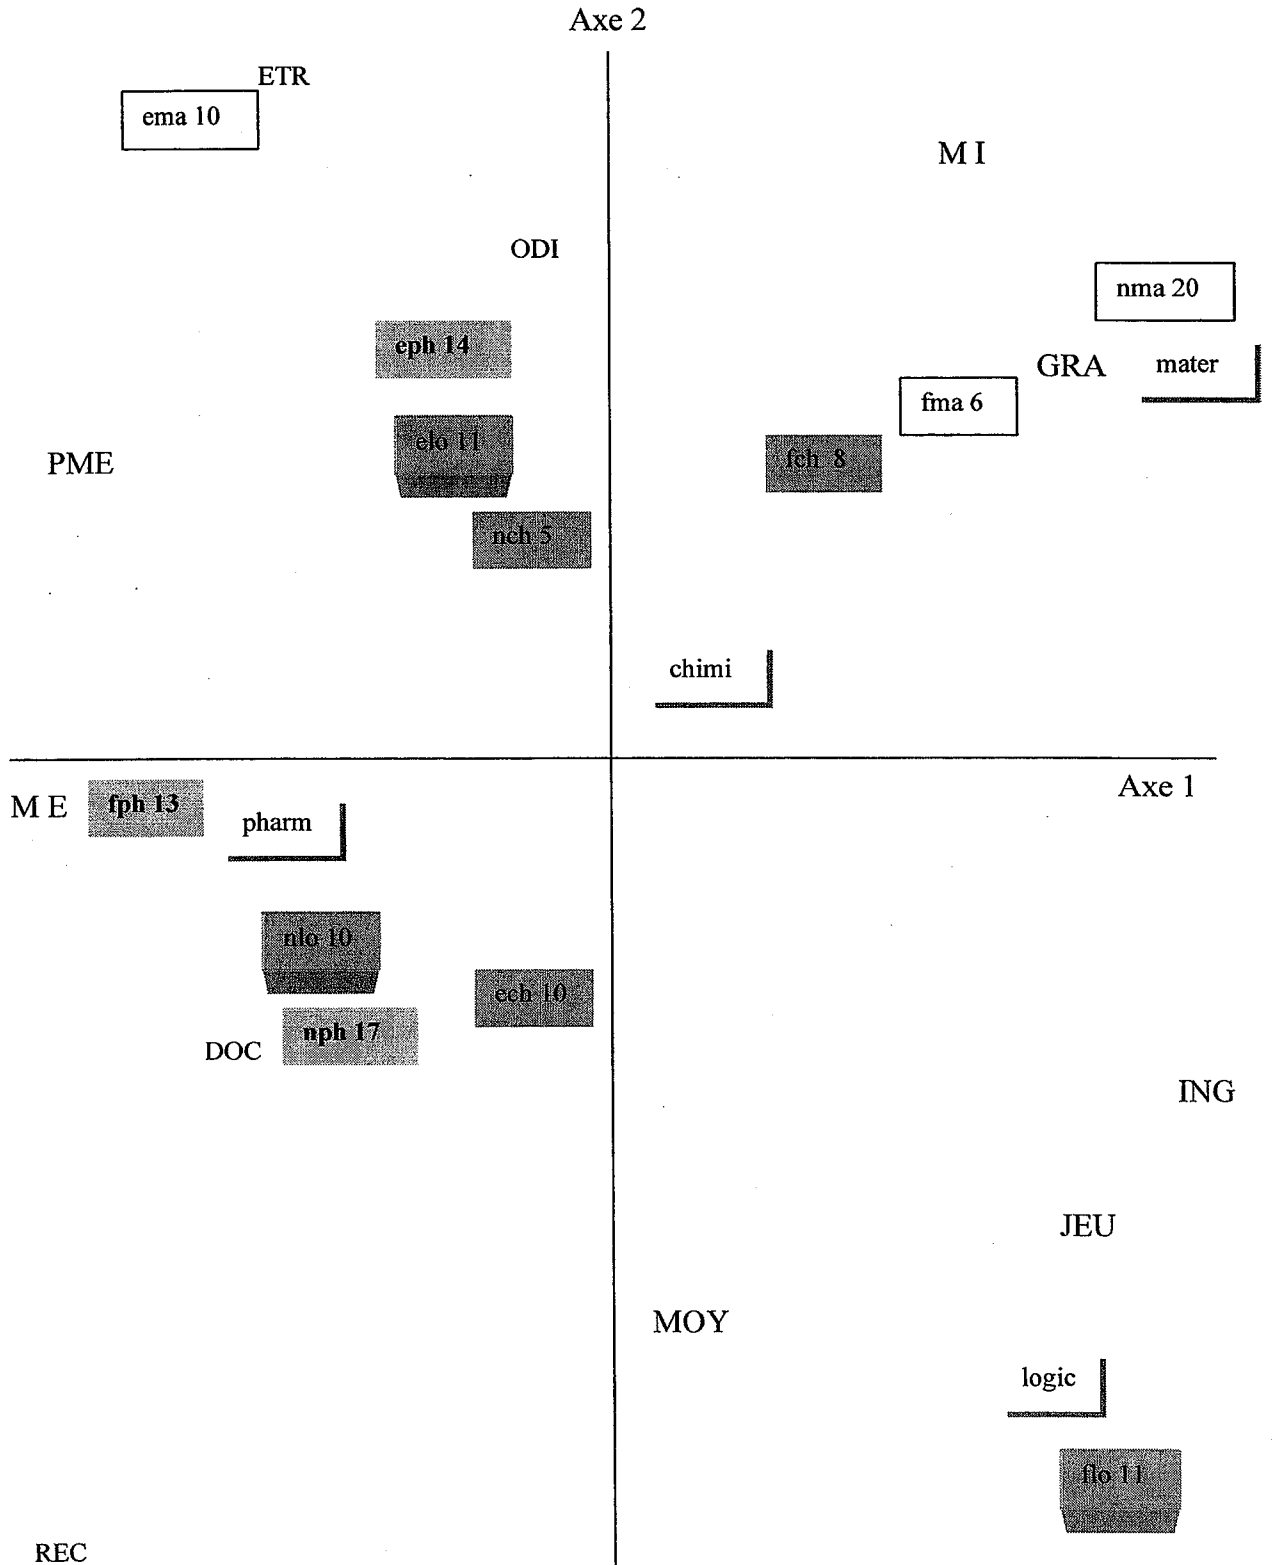 Axe 2
ETR
ema 10
M I
ODI
nma 20
eph 14
GRA
mater
fma 6
elo 11
PME
fch 8
nch 5
chimi
Axe 1
M E
fph 13
pharm
nlo 10
ech 10
nph 17
DOC
ING
JEU
MOY
logic
flo 11
REC